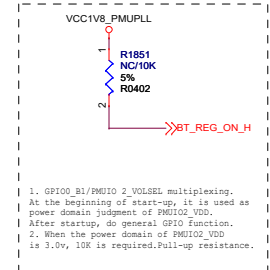 VCC1V8_PMUPLL
1
R1851
NC/10K
5%
R0402
2
BT_REG_ON_H
1. GPIO0_B1/PMUIO 2_VOLSEL multiplexing.
At the beginning of start-up, it is used as
power domain judgment of PMUIO2_VDD.
After startup, do general GPIO function.
2. When the power domain of PMUIO2_VDD
is 3.0v, 10K is required.Pull-up resistance.